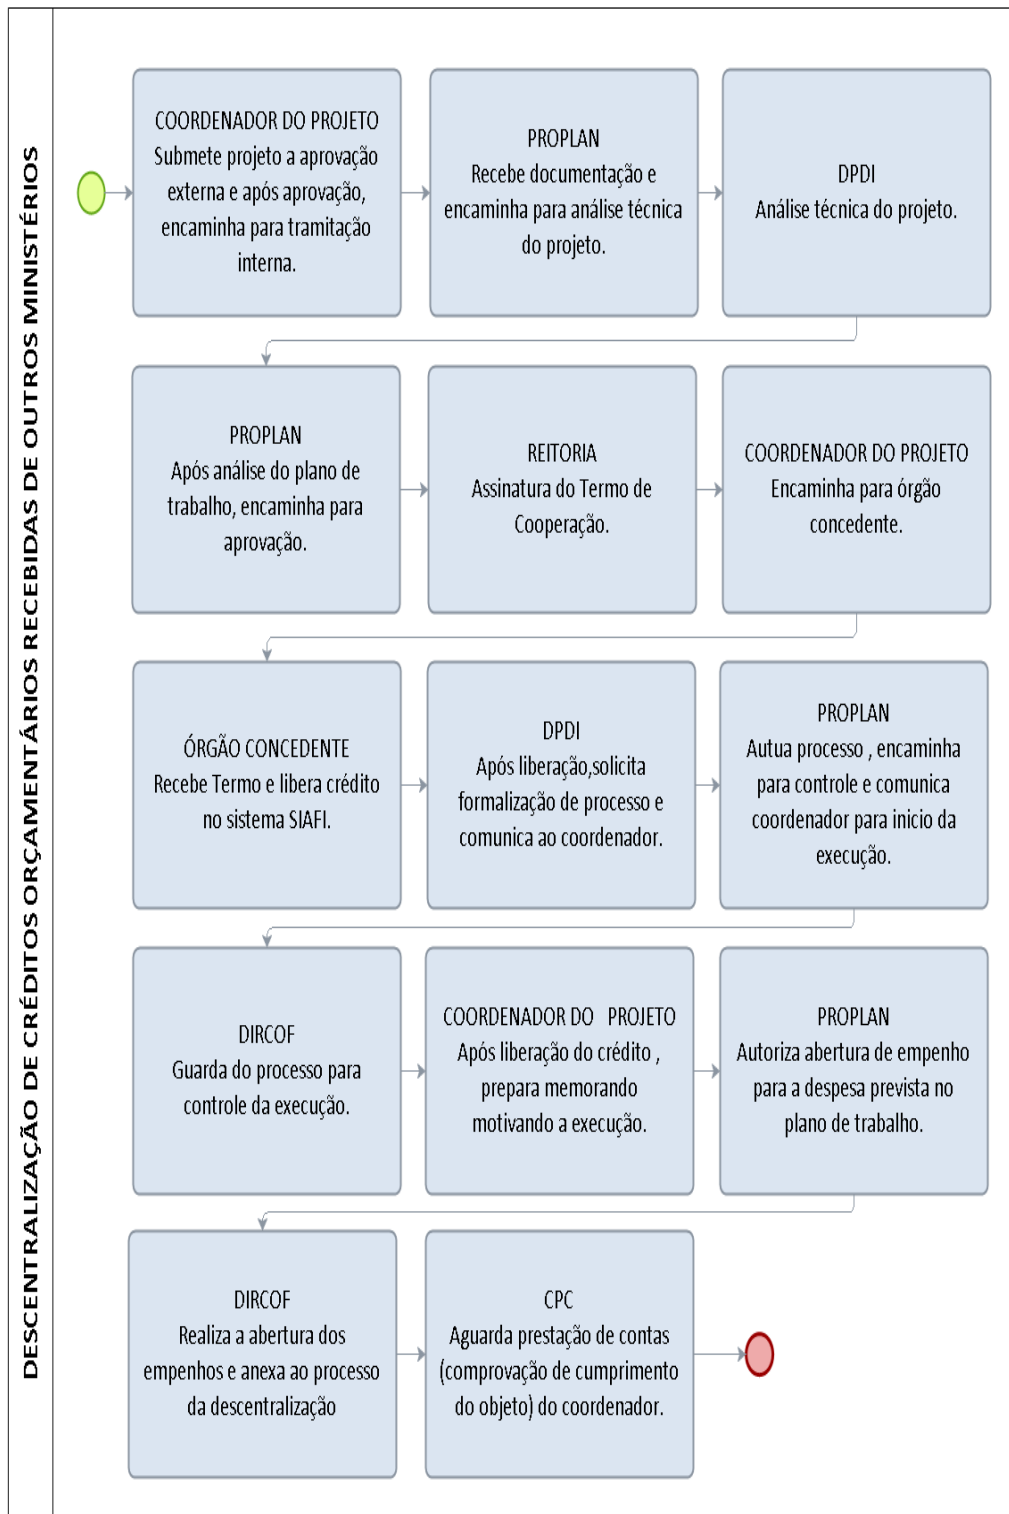 DESCENTRALIZAÇÃO DE CRÉDITOS ORÇAMENTÁRIOS RECEBIDAS DE OUTROS MINISTÉRIOS
COORDENADOR DO PROJETO
Submete projeto a aprovação
externa e após aprovação,
encaminha para tramitação
interna.
PROPLAN
Recebe documentação e
encaminha para análise técnica
do projeto.
DPDI
Análise técnica do projeto.
PROPLAN
Após análise do plano de
trabalho, encaminha para
aprovação.
REITORIA
Assinatura do Termo de
Cooperação.
COORDENADOR DO PROJETO
Encaminha para órgão
concedente.
ÓRGÃO CONCEDENTE
Recebe Termo e libera crédito
no sistema SIAFI.
DPDI
Após liberação,solicita
formalização de processo e
comunica ao coordenador.
PROPLAN
Autua processo , encaminha
para controle e comunica
coordenador para inicio da
execução.
DIRCOF
Guarda do processo para
controle da execução.
COORDENADOR DO PROJETO
Após liberação do crédito ,
prepara memorando
motivando a execução.
PROPLAN
Autoriza abertura de empenho
para a despesa prevista no
plano de trabalho.
DIRCOF
Realiza a abertura dos
empenhos e anexa ao processo
da descentralização
CPC
Aguarda prestação de contas
(comprovação de cumprimento
do objeto) do coordenador.